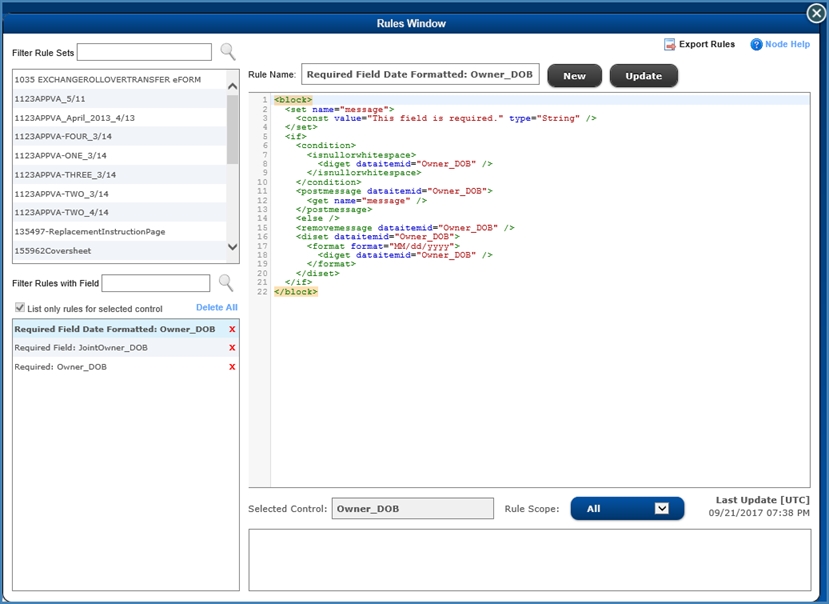 Rules Window
Filter Rule Sets
Export Rules
Node Help
1035 EXCHANGEROLLOVERTRANSFER eFORM
1123APPVA_5/11
1123APPVA_April_2013_4/13
1123APPVA-FOUR_3/14
1123APPVA-ONE_3/14
1123APPVA-THREE_3/14
1123APPVA-TWO_3/14
1123APPVA-TWO_4/14
135497-ReplacementInstructionPage
155962Coversheet
Filter Rules with Field
List only rules for selected control Delete All
Required Field Date Formatted: Owner_DOB X
Required Field: JointOwner_DOB X
Required: Owner_DOB X
Rule Name: Required Field Date Formatted: Owner_DOB New Update
1 <block>
2 <set name="message">
3 <const value="This field is required." type="String" />
4 </set>
5 <if>
6 <condition>
7 <isnullorwhitespace>
8 <diget dataitemid="Owner_DOB" />
9 </isnullorwhitespace>
10 </condition>
11 <postmessage dataitemid="Owner_DOB">
12 <get name="message" />
13 </postmessage>
14 <else />
15 <removemessage dataitemid="Owner_DOB" />
16 <diset dataitemid="Owner_DOB">
17 <format format="MM/dd/yyyy">
18 <diget dataitemid="Owner_DOB" />
19 </format>
20 </diset>
21 </if>
22 </block>
Selected Control: Owner_DOB Rule Scope: All
Last Update [UTC]
09/21/2017 07:38 PM